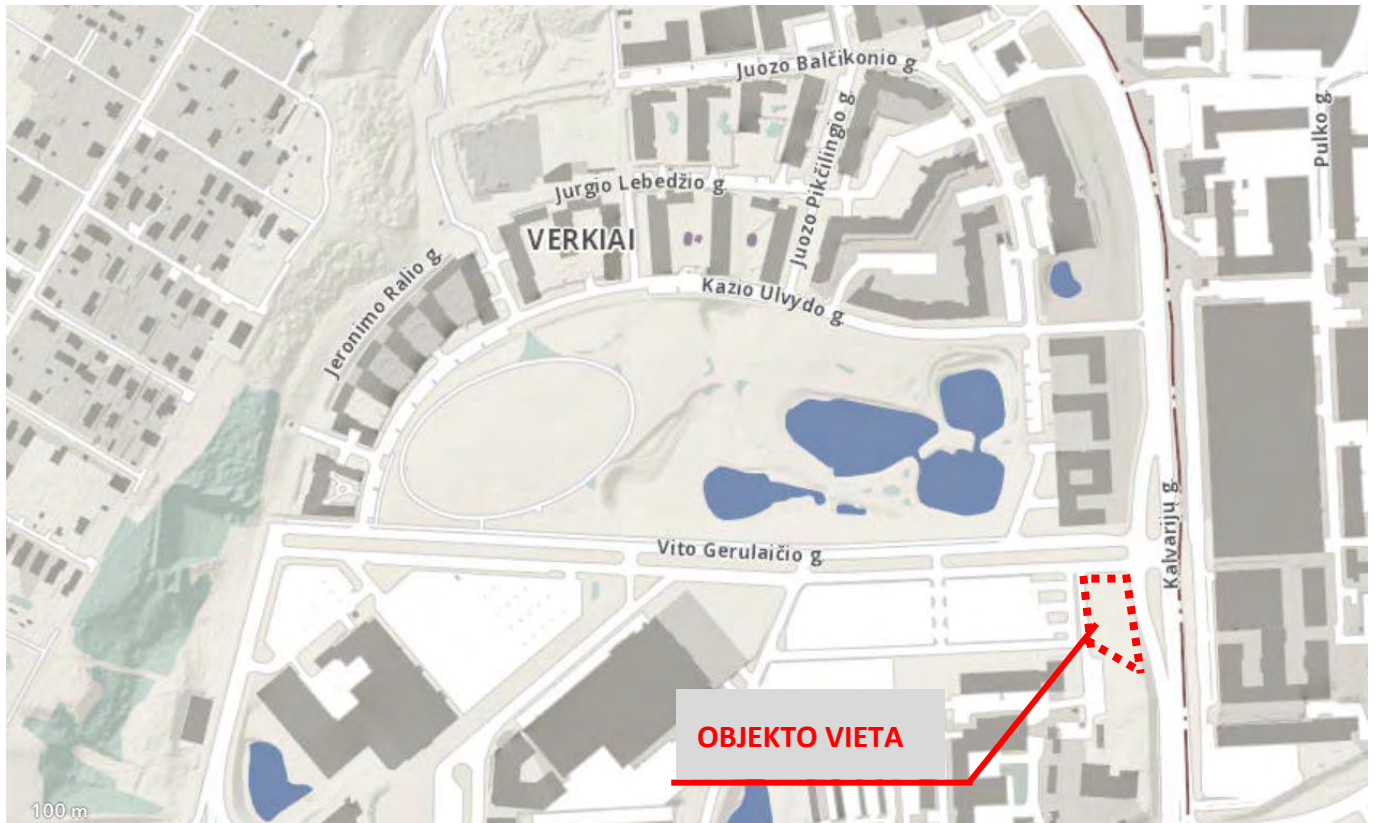 Juozo Balčikonio g
Pulko g.
Juozo Pikčilingio g
Jurgio Lebedžio g
VERKIAI
Jeronimo Ralio g
Kazio Ulvydo g
Kalvarijų g.
Vito Gerulaičio g
OBJEKTO VIETA
100 m